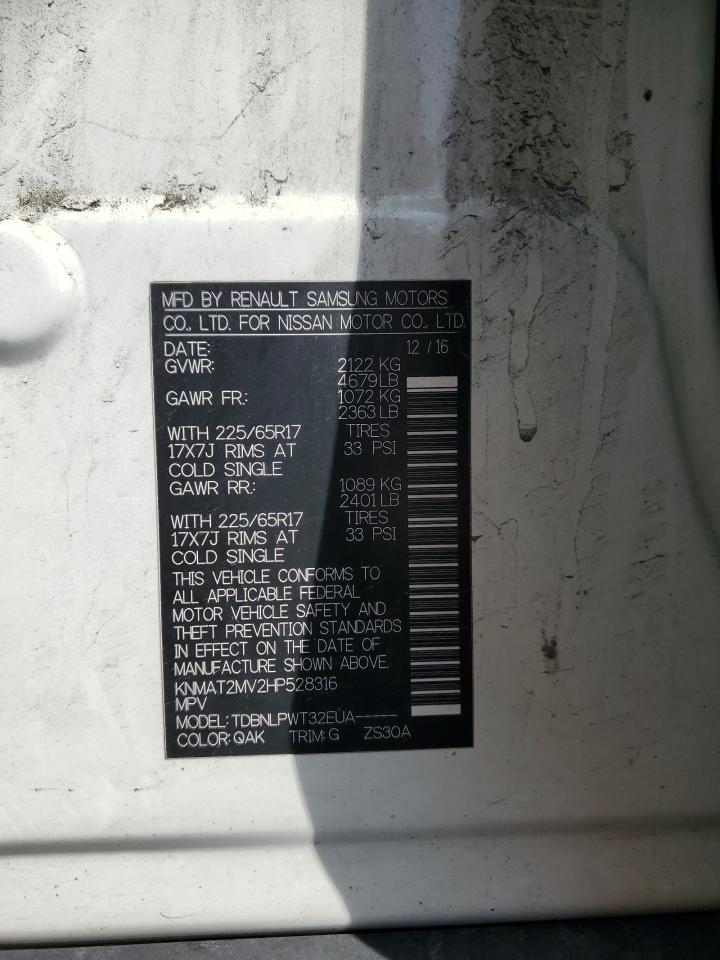 MFD BY RENAULT SAMSUNG MOTORS
CO., LTD. FOR NISSAN MOTOR CO., LTD.
DATE: 12 / 16
GVWR: 2122 KG
4679LB
GAWR FR.: 1072 KG
2363 LB
WITH 225/65R17 TIRES
17X7J RIMS AT 33 PSI
COLD SINGLE
GAWR RR.: 1089 KG
2401LB
WITH 225/65R17 TIRES
17X7J RIMS AT 33 PSI
COLD SINGLE
THIS VEHICLE CONFORMS TO
ALL APPLICABLE FEDERAL
MOTOR VEHICLE SAFETY AND
THEFT PREVENTION STANDARDS
IN EFFECT ON THE DATE OF
MANUFACTURE SHOWN ABOVE.
KNMAT2MV2HP528316
MPV
MODEL: TDBNLPWT32EUA-----
COLOR: QAK TRIM: G ZS30A